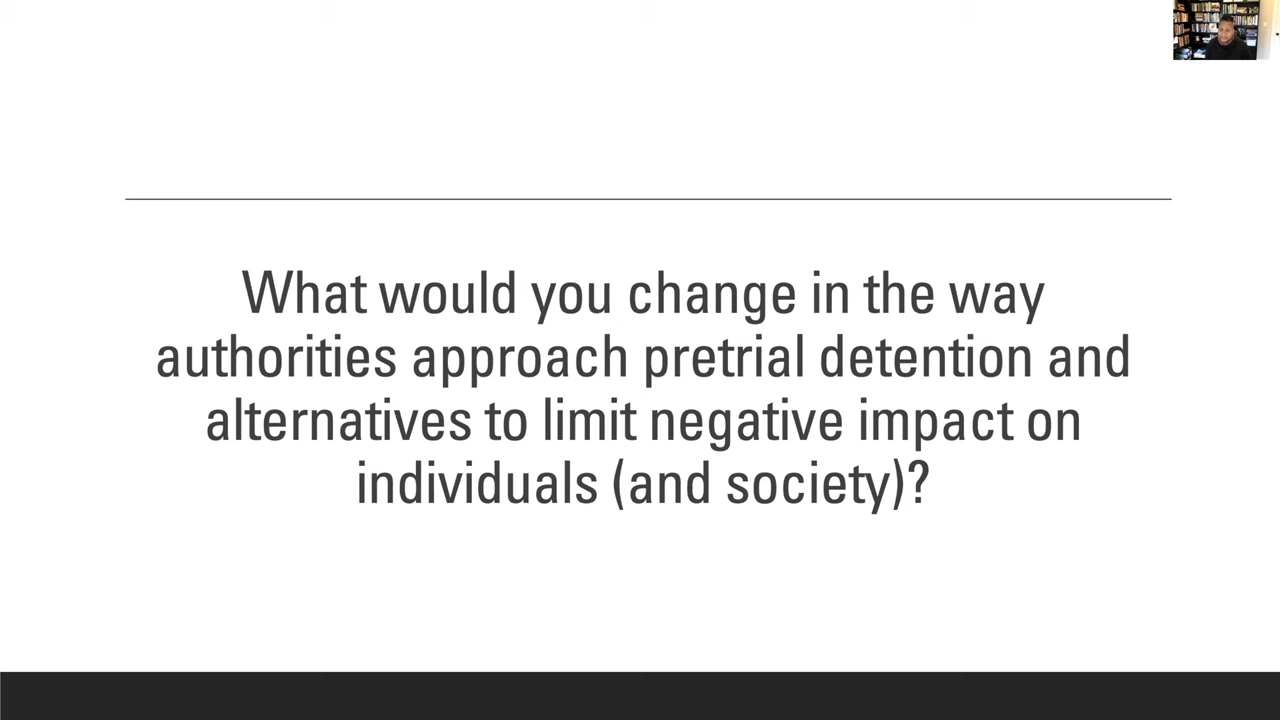 What would you change in the way
authorities approach pretrial detention and
alternatives to limit negative impact on
individuals (and society)?